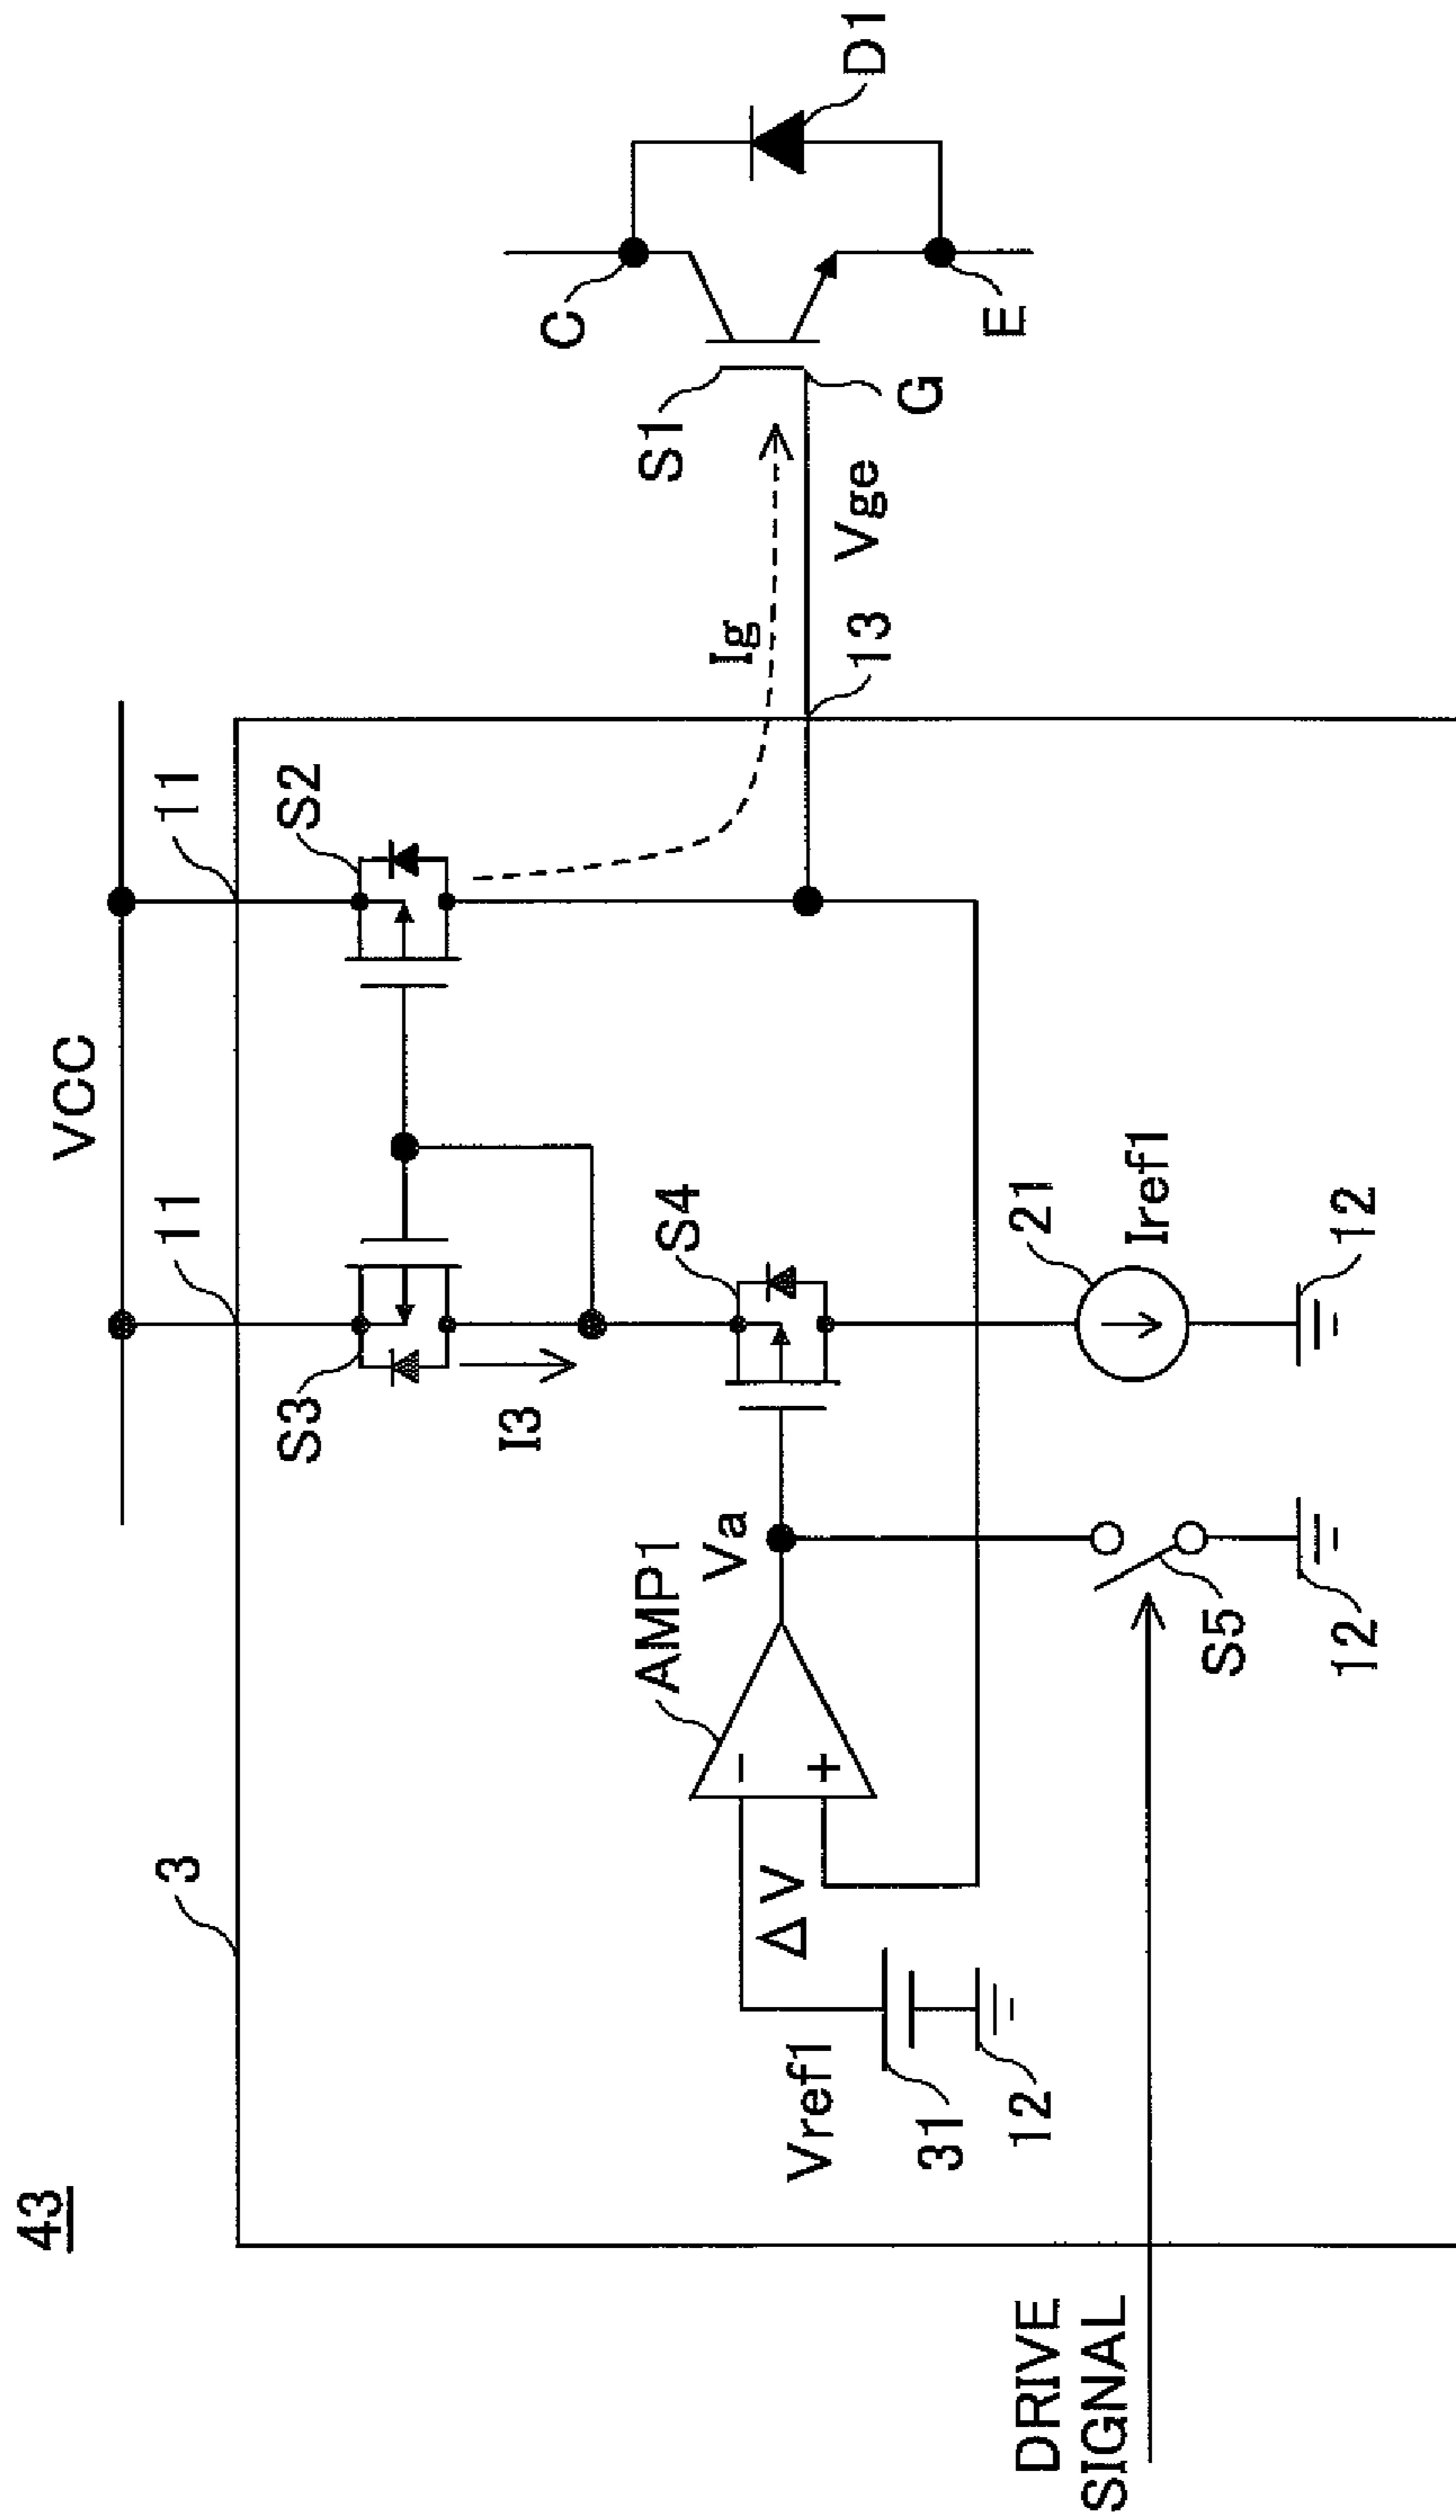 43
VCC
3
11
11
S3
S2
I3
S4
AMP1
Va
ΔV
Vref1
31
12
S5
12
21
Iref1
12
DRIVE
SIGNAL
Ig
13
Vge
S1
G
C
E
D1